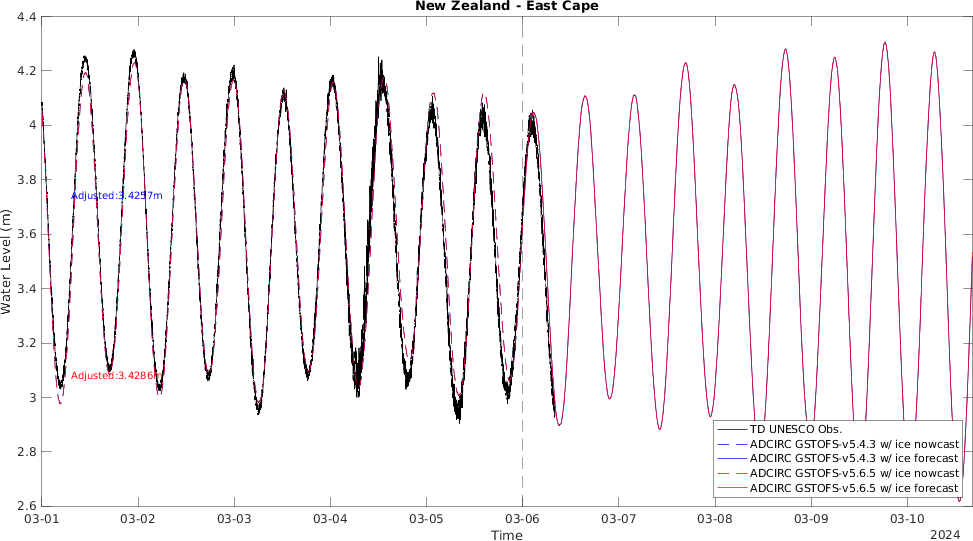 New Zealand - East Cape
4.4
4.2
4
3.8
3.6
3.4
3.2
3
2.8
2.6
Water Level (m)
Adjusted:3.4257m
Adjusted:3.4286m
TD UNESCO Obs.
ADCIRC GSTOFS-v5.4.3 w/ ice nowcast
ADCIRC GSTOFS-v5.4.3 w/ ice forecast
ADCIRC GSTOFS-v5.6.5 w/ ice nowcast
ADCIRC GSTOFS-v5.6.5 w/ ice forecast
03-01 03-02 03-03 03-04 03-05 03-06 03-07 03-08 03-09 03-10
Time
2024